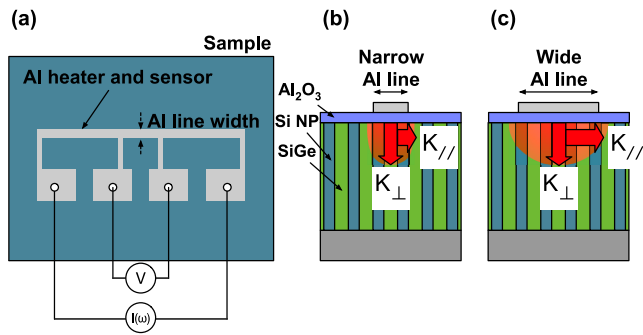 (a)
Sample
Al heater and sensor
Al line width
V
I(ω)
(b)
Narrow
Al line
Al₂O₃
Si NP
SiGe
K//
K⊥
(c)
Wide
Al line
K//
K⊥